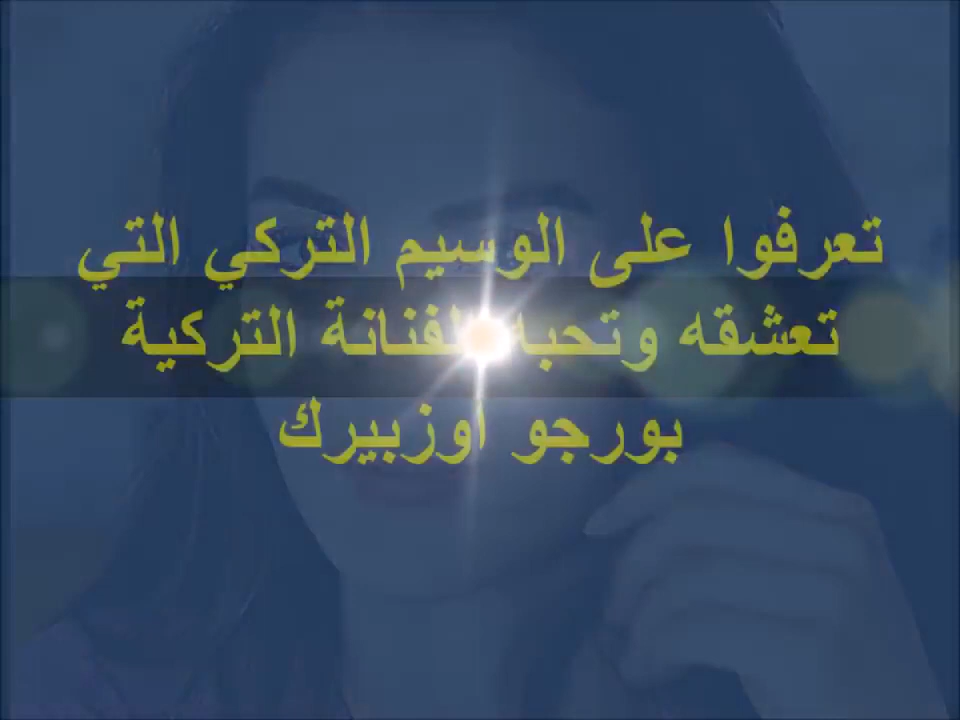 تعرفوا على الوسيم التركي التي
تعشقه وتحبه الفنانة التركية
بورجو اوزبيرك